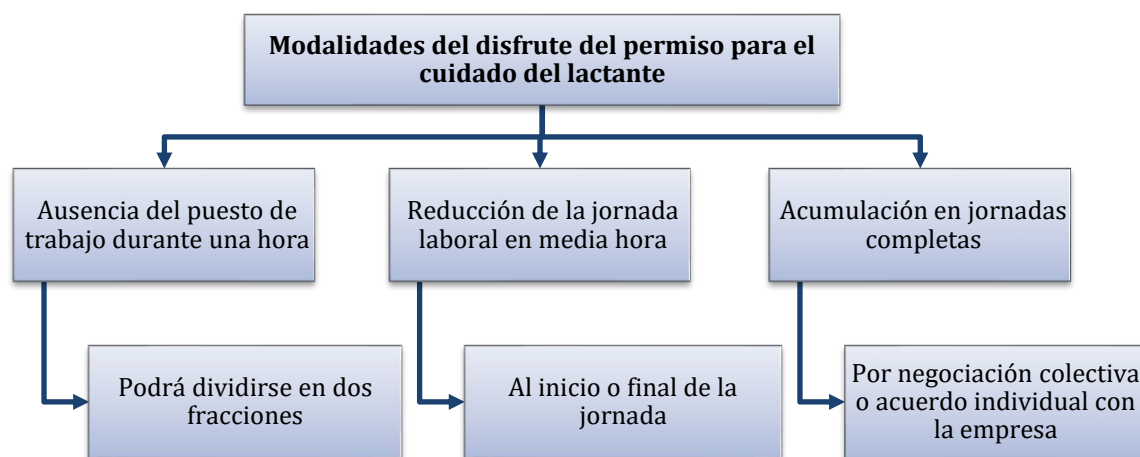 Modalidades del disfrute del permiso para el
cuidado del lactante
Ausencia del puesto de
trabajo durante una hora
Reducción de la jornada
laboral en media hora
Acumulación en jornadas
completas
Podrá dividirse en dos
fracciones
Al inicio o final de la
jornada
Por negociación colectiva
o acuerdo individual con
la empresa